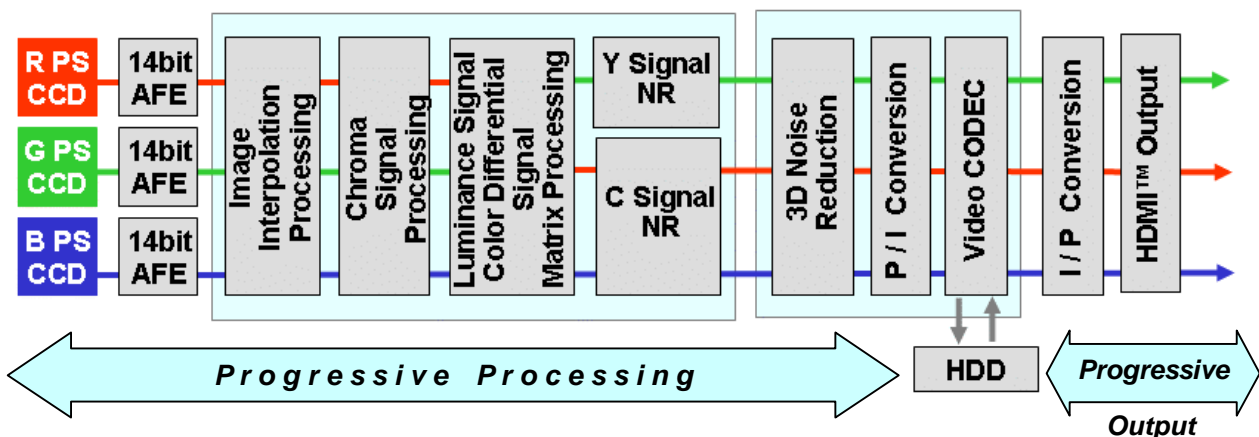 R PS
CCD
14bit
AFE
G PS
CCD
14bit
AFE
B PS
CCD
14bit
AFE
Image
Interpolation
Processing
Chroma
Signal
Processing
Luminance Signal
Color Differential
Signal
Matrix Processing
Y Signal
NR
C Signal
NR
3D Noise
Reduction
P / I Conversion
Video CODEC
I / P Conversion
HDMI™ Output
HDD
Progressive Processing
Progressive
Output